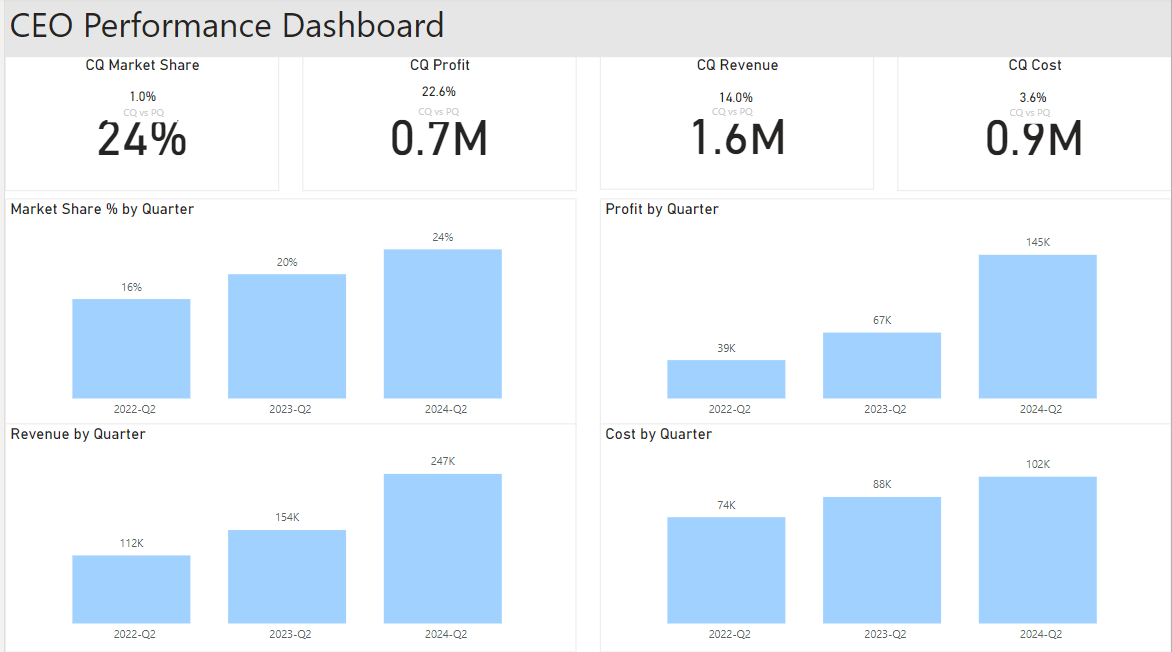 CEO Performance Dashboard
CQ Market Share
1.0%
CQ vs PQ
24%
CQ Profit
22.6%
CQ vs PQ
0.7M
CQ Revenue
14.0%
CQ vs PQ
1.6M
CQ Cost
3.6%
CQ vs PQ
0.9M
Market Share % by Quarter
16%
20%
24%
2022-Q2
2023-Q2
2024-Q2
Profit by Quarter
39K
67K
145K
2022-Q2
2023-Q2
2024-Q2
Revenue by Quarter
112K
154K
247K
2022-Q2
2023-Q2
2024-Q2
Cost by Quarter
74K
88K
102K
2022-Q2
2023-Q2
2024-Q2